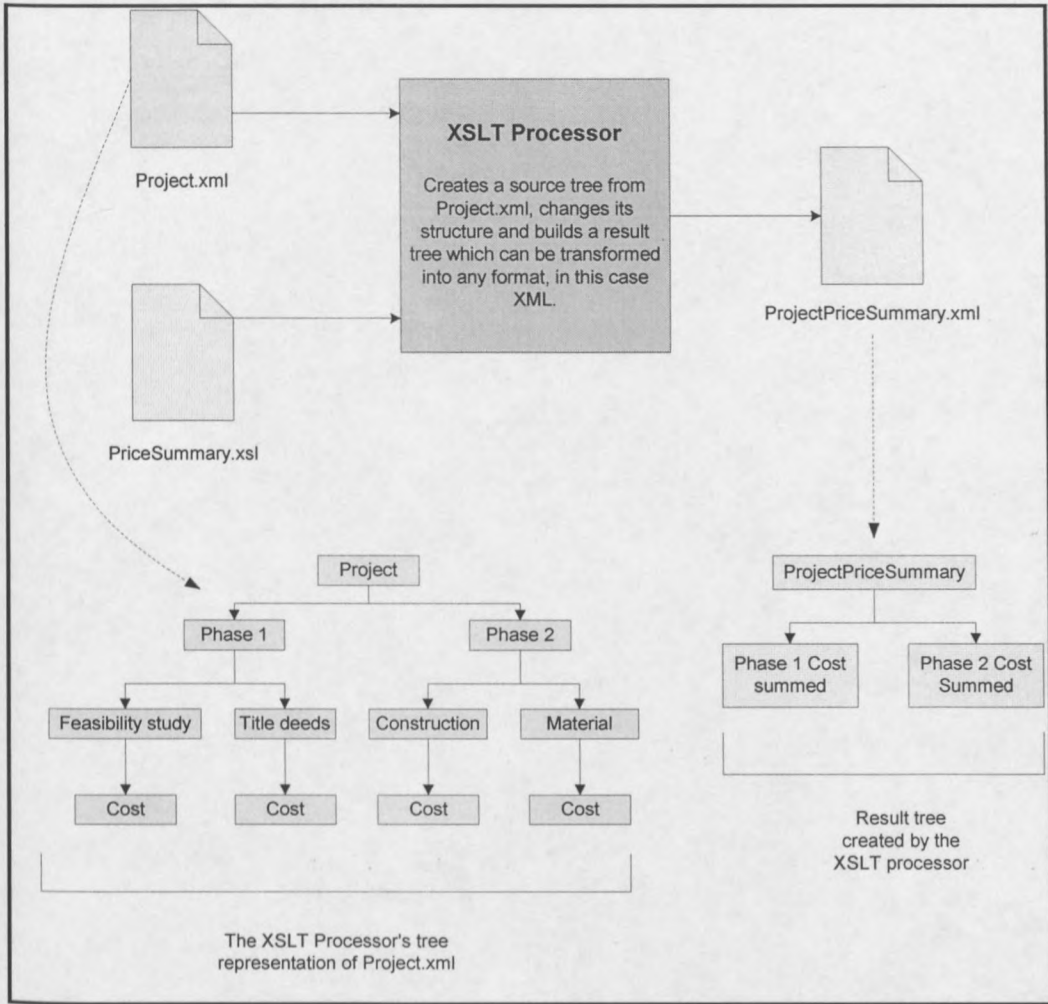 Project.xml
XSLT Processor
Creates a source tree from
Project.xml, changes its
structure and builds a result
tree which can be transformed
into any format, in this case
XML.
ProjectPriceSummary.xml
PriceSummary.xsl
Project
ProjectPriceSummary
Phase 1
Phase 2
Phase 1 Cost
summed
Phase 2 Cost
Summed
Feasibility study
Title deeds
Construction
Material
Cost
Cost
Cost
Cost
Result tree
created by the
XSLT processor
The XSLT Processor's tree
representation of Project.xml